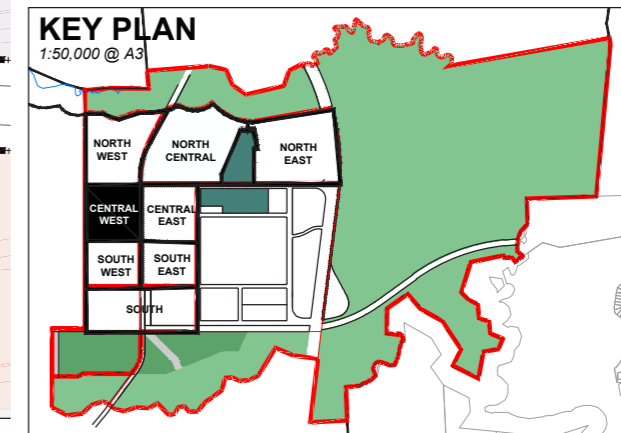 KEY PLAN
1:50,000 @ A3
NORTH
WEST
NORTH
CENTRAL
NORTH
EAST
CENTRAL
WEST
CENTRAL
EAST
SOUTH
WEST
SOUTH
EAST
SOUTH